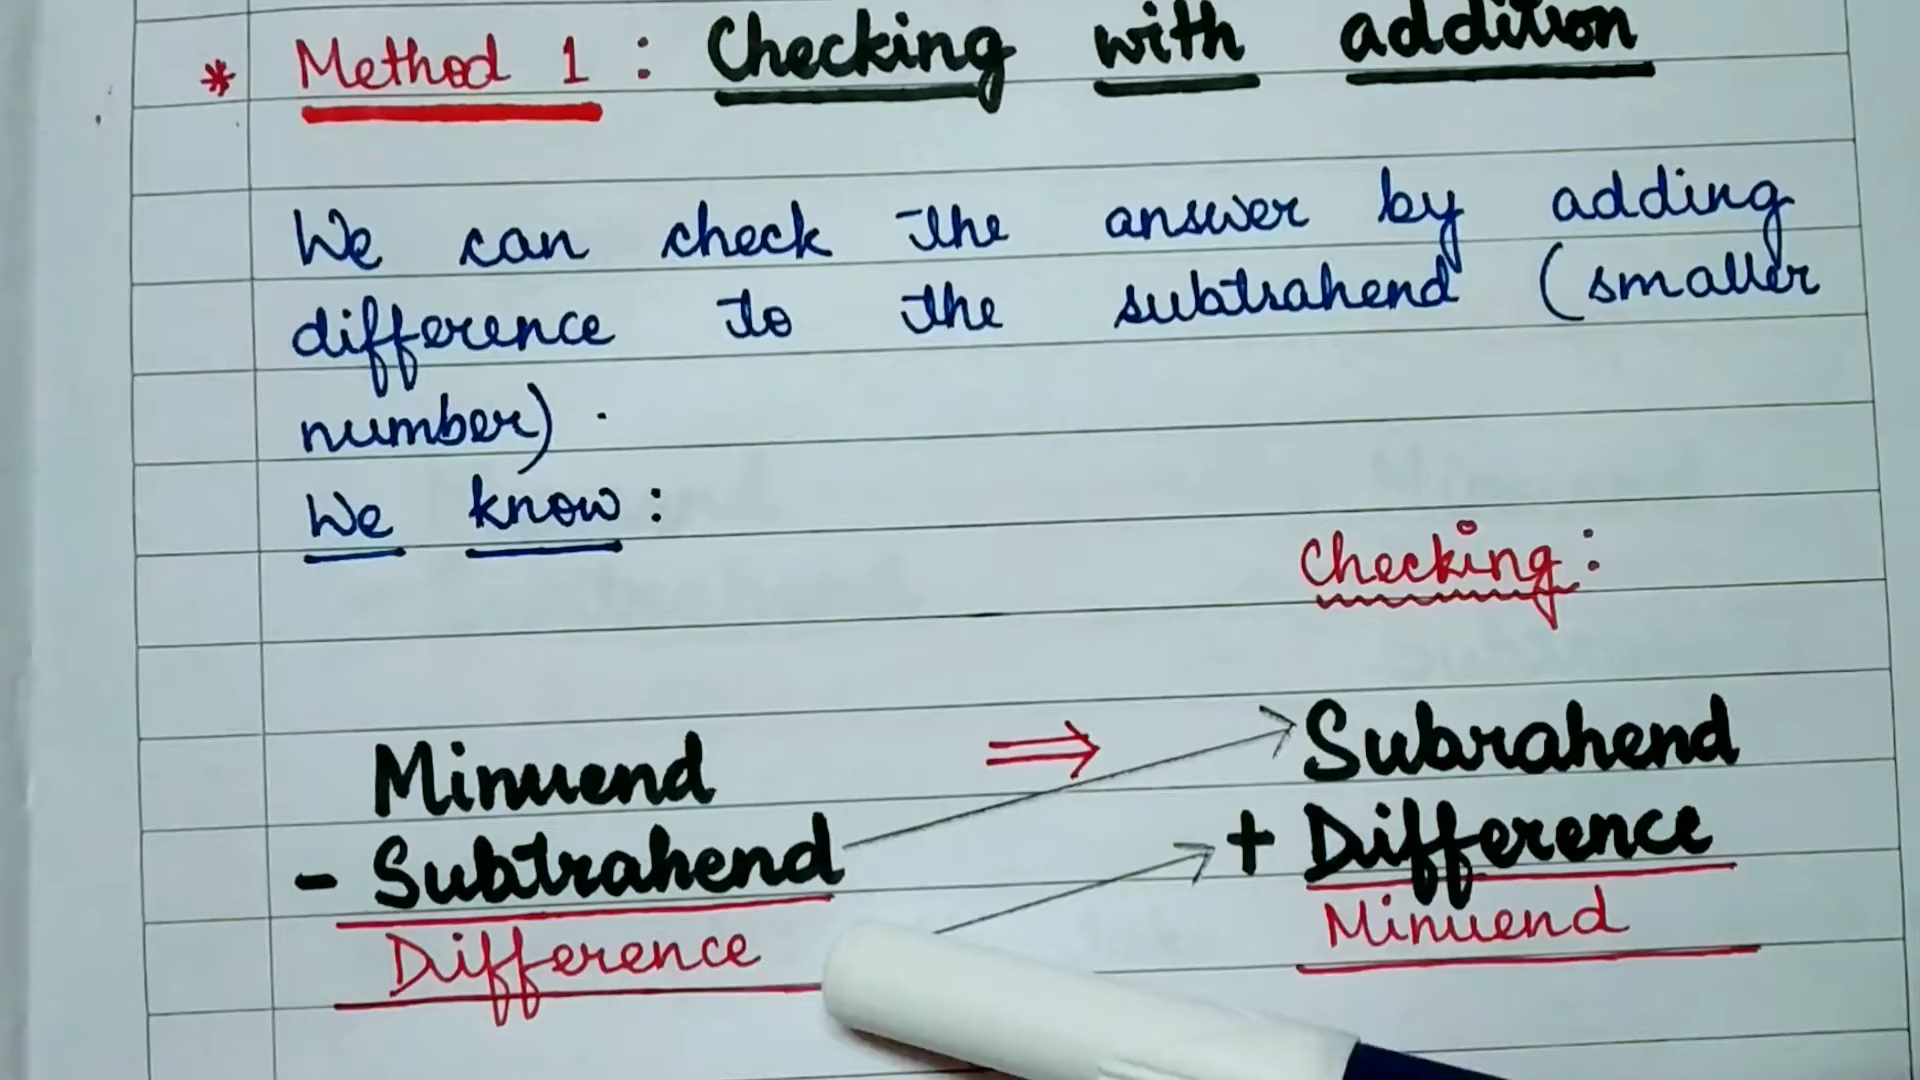 * Method 1 : Checking with addition
We can check the answer by adding
difference to the subtrahend (smaller
number) .
We know :
Checking :
Minuend ⇒ Subrahend
- Subtrahend + Difference
Difference Minuend